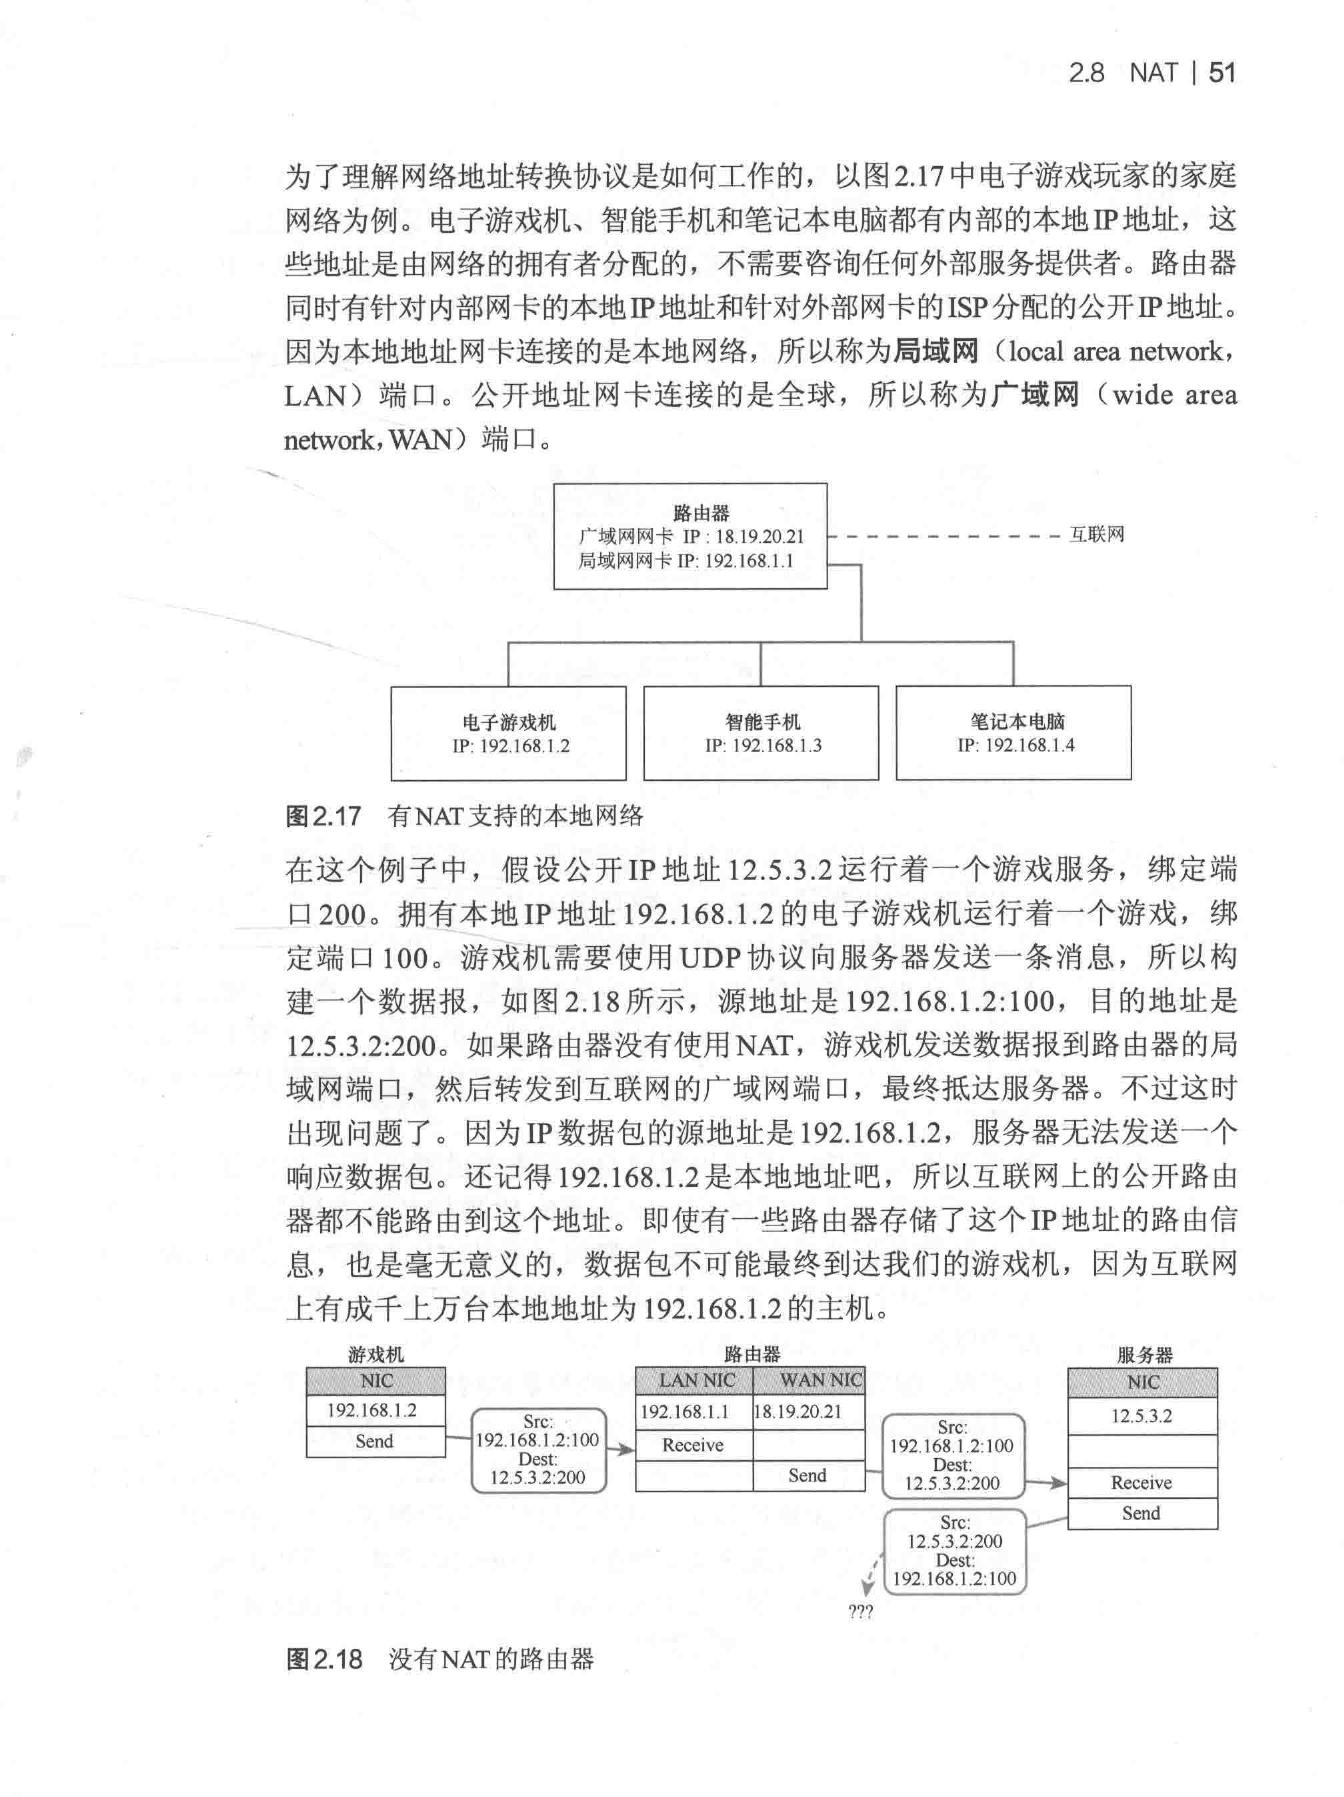 2.8 NAT | 51
为了理解网络地址转换协议是如何工作的，以图2.17中电子游戏玩家的家庭
网络为例。电子游戏机、智能手机和笔记本电脑都有内部的本地IP地址，这
些地址是由网络的拥有者分配的，不需要咨询任何外部服务提供者。路由器
同时有针对内部网卡的本地IP地址和针对外部网卡的ISP分配的公开IP地址。
因为本地地址网卡连接的是本地网络，所以称为局域网（local area network，
LAN）端口。公开地址网卡连接的是全球，所以称为广域网（wide area
network，WAN）端口。
路由器
广域网网卡 IP : 18.19.20.21
局域网网卡 IP: 192.168.1.1
互联网
电子游戏机
IP: 192.168.1.2
智能手机
IP: 192.168.1.3
笔记本电脑
IP: 192.168.1.4
图2.17 有NAT支持的本地网络
在这个例子中，假设公开IP地址12.5.3.2运行着一个游戏服务，绑定端
口200。拥有本地IP地址192.168.1.2的电子游戏机运行着一个游戏，绑
定端口100。游戏机需要使用UDP协议向服务器发送一条消息，所以构
建一个数据报，如图2.18所示，源地址是192.168.1.2:100，目的地址是
12.5.3.2:200。如果路由器没有使用NAT，游戏机发送数据报到路由器的局
域网端口，然后转发到互联网的广域网端口，最终抵达服务器。不过这时
出现问题了。因为IP数据包的源地址是192.168.1.2，服务器无法发送一个
响应数据包。还记得192.168.1.2是本地地址吧，所以互联网上的公开路由
器都不能路由到这个地址。即使有一些路由器存储了这个IP地址的路由信
息，也是毫无意义的，数据包不可能最终到达我们的游戏机，因为互联网
上有成千上万台本地地址为192.168.1.2的主机。
游戏机
NIC
192.168.1.2
Send
Src:
192.168.1.2:100
Dest:
12.5.3.2:200
路由器
LAN NIC WAN NIC
192.168.1.1 18.19.20.21
Receive
Send
Src:
192.168.1.2:100
Dest:
12.5.3.2:200
服务器
NIC
12.5.3.2
Receive
Send
Src:
12.5.3.2:200
Dest:
192.168.1.2:100
???
图2.18 没有NAT的路由器